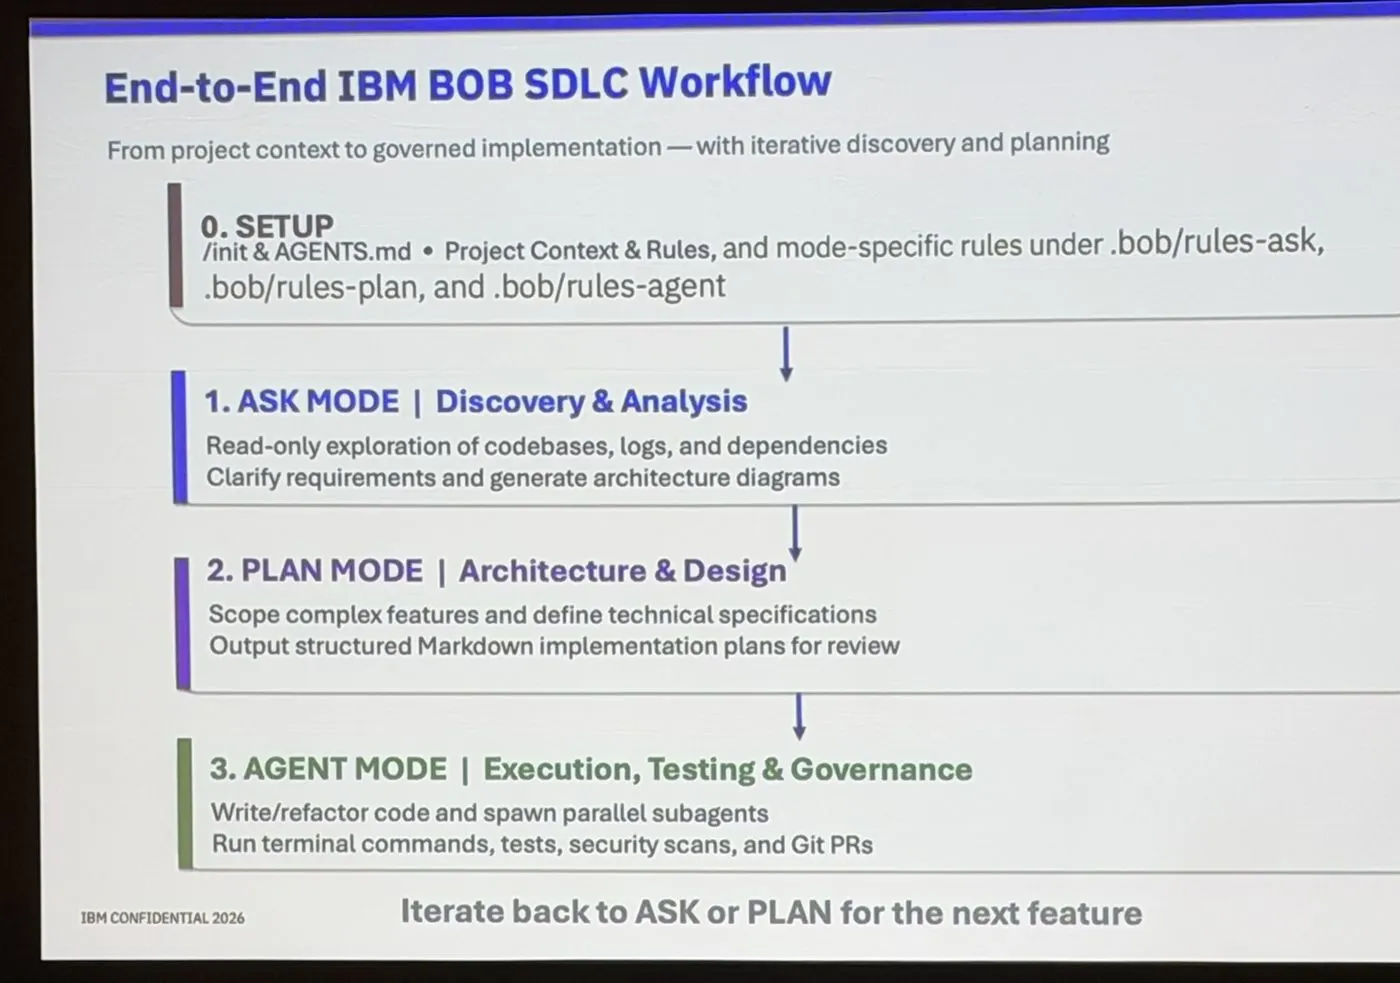 End-to-End IBM BOB SDLC Workflow
From project context to governed implementation — with iterative discovery and planning
0. SETUP
/init & AGENTS.md • Project Context & Rules, and mode-specific rules under .bob/rules-ask,
.bob/rules-plan, and .bob/rules-agent
1. ASK MODE | Discovery & Analysis
Read-only exploration of codebases, logs, and dependencies
Clarify requirements and generate architecture diagrams
2. PLAN MODE | Architecture & Design
Scope complex features and define technical specifications
Output structured Markdown implementation plans for review
3. AGENT MODE | Execution, Testing & Governance
Write/refactor code and spawn parallel subagents
Run terminal commands, tests, security scans, and Git PRs
Iterate back to ASK or PLAN for the next feature
IBM CONFIDENTIAL 2026